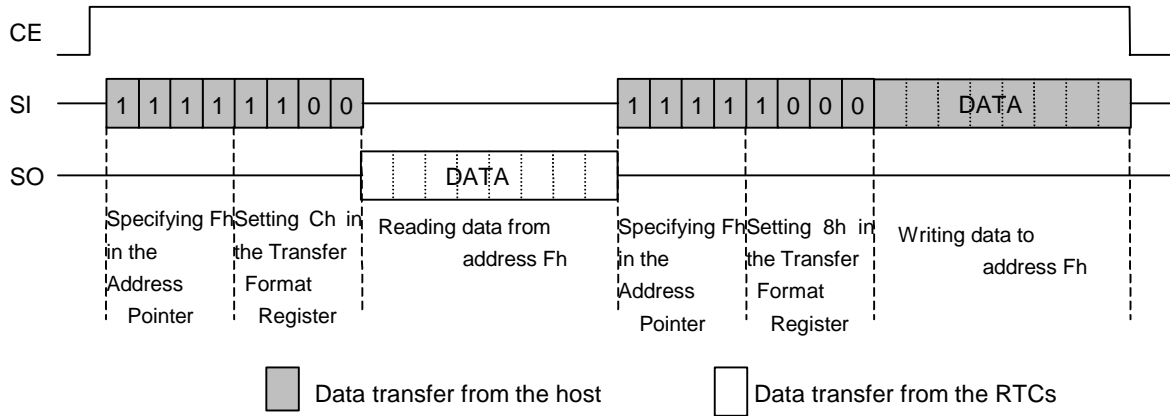 CE
SI 1 1 1 1 1 1 0 0 1 1 1 1 1 0 0 0 DATA
SO DATA
Specifying Fh
in the
Address
Pointer
Setting Ch in
the Transfer
Format
Register
Reading data from
address Fh
Specifying Fh
in the
Address
Pointer
Setting 8h in
the Transfer
Format
Register
Writing data to
address Fh
Data transfer from the host
Data transfer from the RTCs